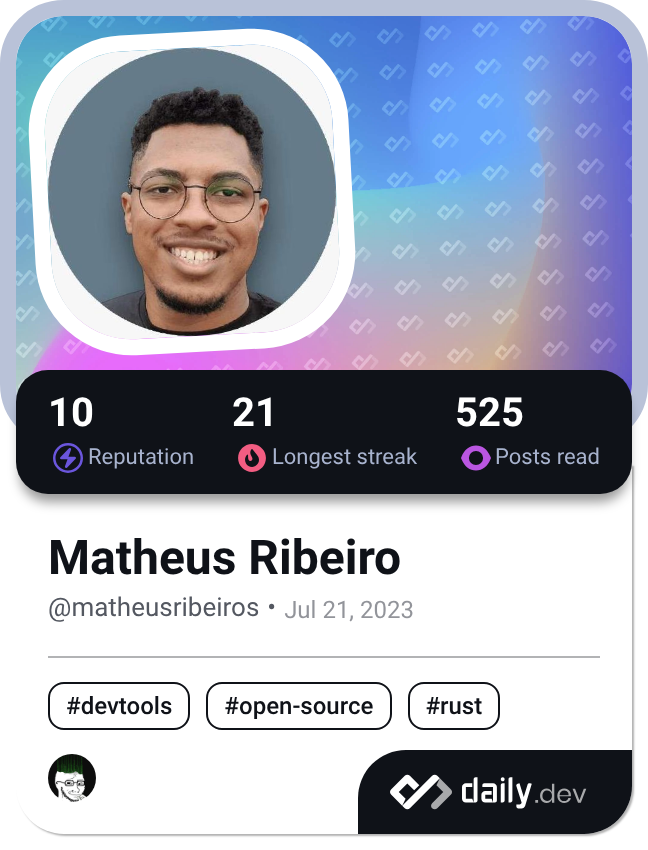 10 21 525
Reputation Longest streak Posts read
Matheus Ribeiro
@matheusribeiros • Jul 21, 2023
#devtools #open-source #rust
daily.dev